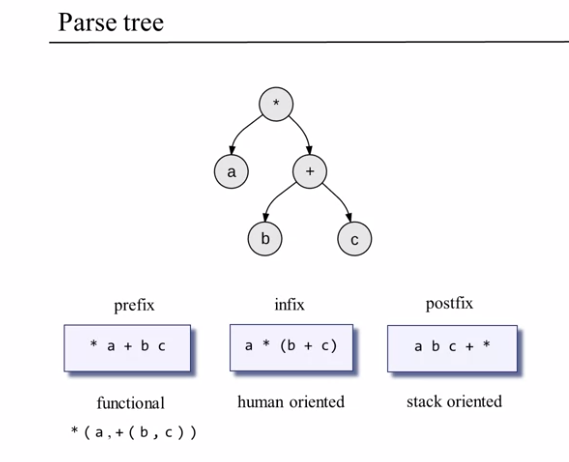 Parse tree
*
a
+
b
c
prefix
infix
postfix
* a + b c
a * (b + c)
a b c + *
functional
human oriented
stack oriented
*(a,+(b,c))